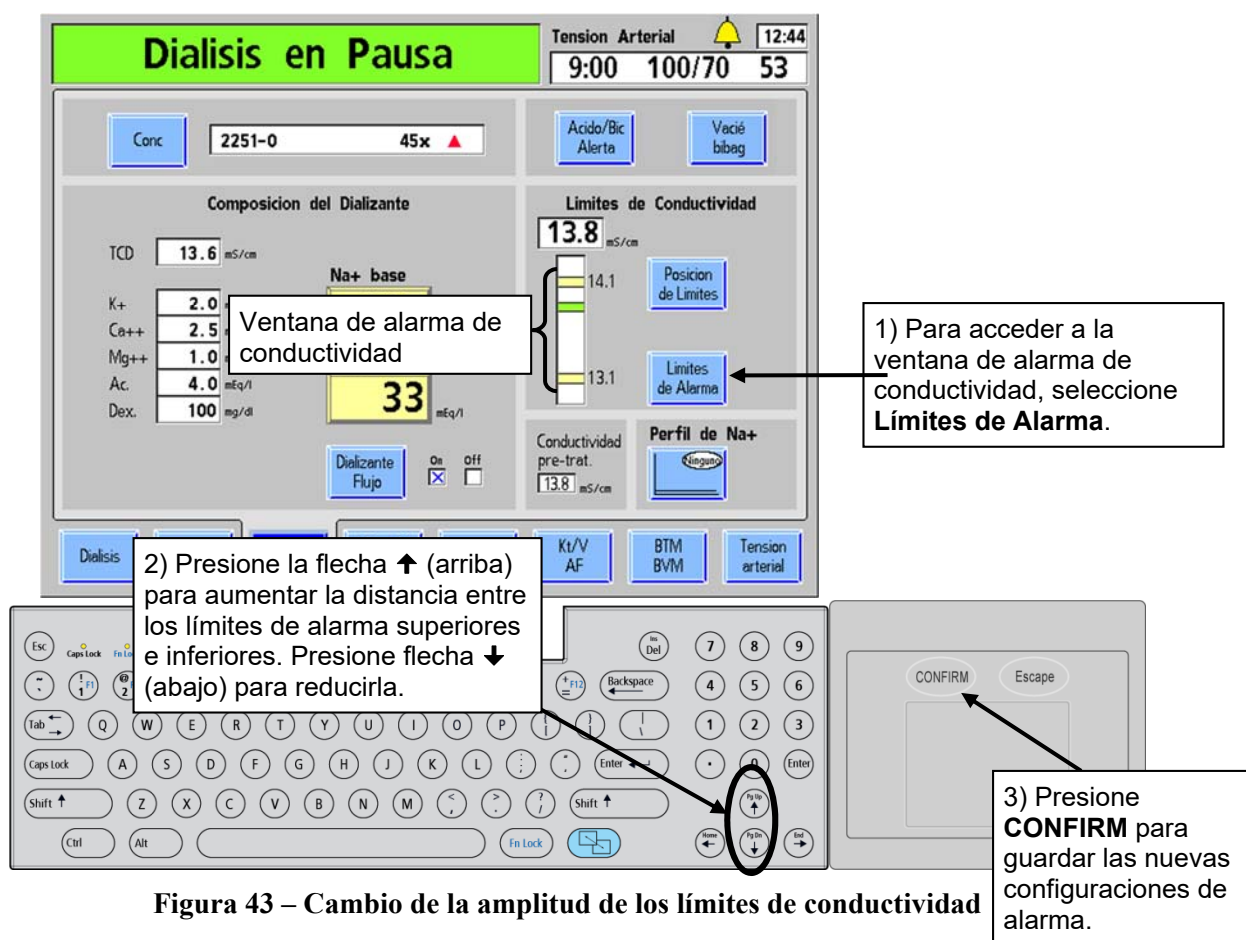 Dialisis en Pausa
Tension Arterial
12:44
9:00 100/70 53
Conc
2251-0 45x
Acido/Bic
Alerta
Vacié
bibag
Composicion del Dializante
TCD 13.6 mS/cm
Na+ base
K+ 2.0
Ca++ 2.5
Mg++ 1.0
Ac. 4.0 mEq/l
Dex. 100 mg/dl
33 mEq/l
Dializante
Flujo
On Off
Ventana de alarma de
conductividad
Limites de Conductividad
13.8 mS/cm
14.1
13.1
Posicion
de Limites
Limites
de Alarma
Conductividad
pre-trat.
13.8 mS/cm
Perfil de Na+
Ninguno
1) Para acceder a la
ventana de alarma de
conductividad, seleccione
Límites de Alarma.
Dialisis
Kt/V
AF
BTM
BVM
Tension
arterial
2) Presione la flecha ↑ (arriba)
para aumentar la distancia entre
los límites de alarma superiores
e inferiores. Presione flecha ↓
(abajo) para reducirla.
Esc Caps Lock Ins Del 7 8 9
~ ` ! 1 F1 @ 2 + = F12 Backspace 4 5 6
Tab Q W E R T Y U I O P { [ } ] | \ 1 2 3
Caps Lock A S D F G H J K L : ; " , Enter . 0 Enter
Shift ↑ Z X C V B N M < , > . ? / Shift ↑ Pg Up ↑
Ctrl Alt Fn Lock Home ← Pg Dn ↓ End →
CONFIRM Escape
3) Presione
CONFIRM para
guardar las nuevas
configuraciones de
alarma.
Figura 43 – Cambio de la amplitud de los límites de conductividad